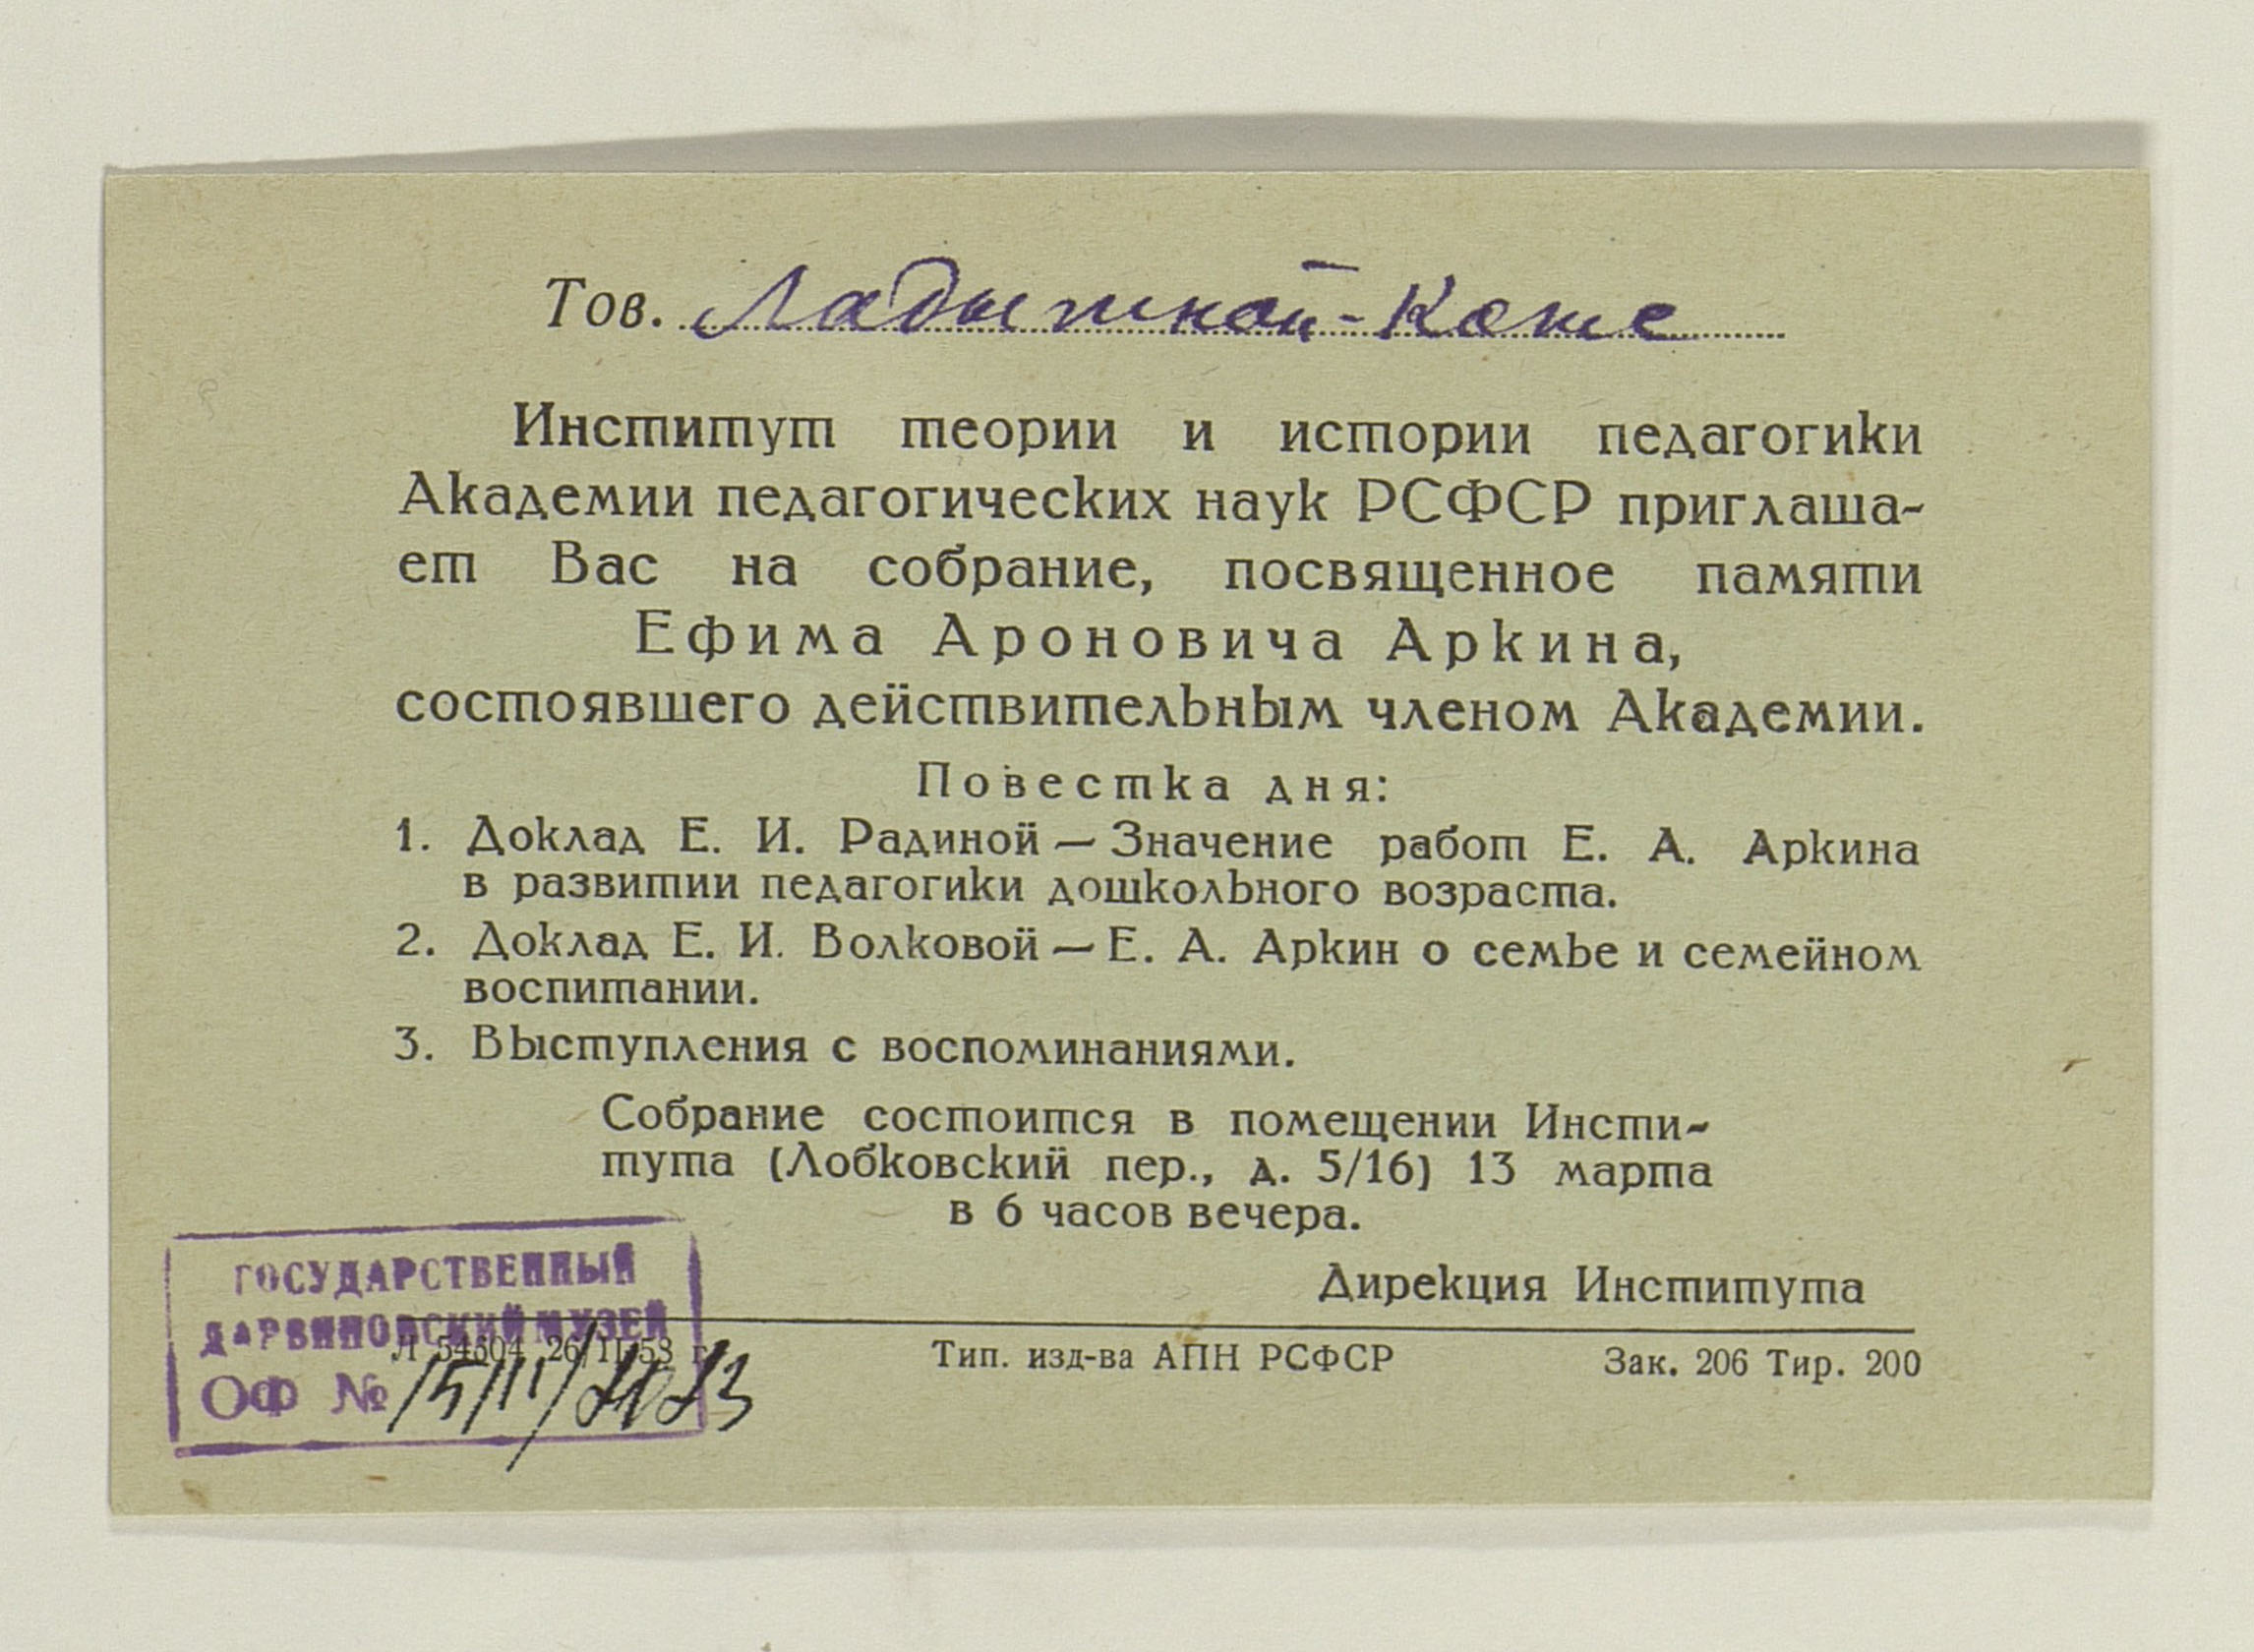 Тов. Ладыгиной-Котс
Институт теории и истории педагогики
Академии педагогических наук РСФСР приглаша-
ет Вас на собрание, посвященное памяти
Ефима Ароновича Аркина,
состоявшего действительным членом Академии.
Повестка дня:
1. Доклад Е. И. Радиной — Значение работ Е. А. Аркина
в развитии педагогики дошкольного возраста.
2. Доклад Е. И. Волковой — Е. А. Аркин о семье и семейном
воспитании.
3. Выступления с воспоминаниями.
Собрание состоится в помещении Инсти-
тута (Лобковский пер., д. 5/16) 13 марта
в 6 часов вечера.
Дирекция Института
ГОСУДАРСТВЕННЫЙ
ДАРВИНОВСКИЙ МУЗЕЙ
Л 54304 26/II-53 г. Тип. изд-ва АПН РСФСР Зак. 206 Тир. 200
ОФ №